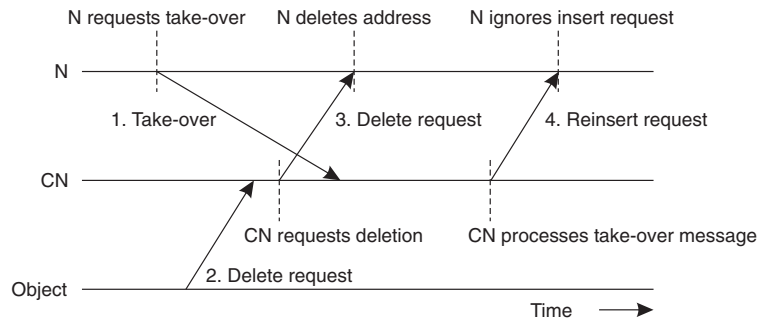 N requests take-over
N deletes address
N ignores insert request
N
1. Take-over
3. Delete request
4. Reinsert request
CN
CN requests deletion
CN processes take-over message
2. Delete request
Object
Time